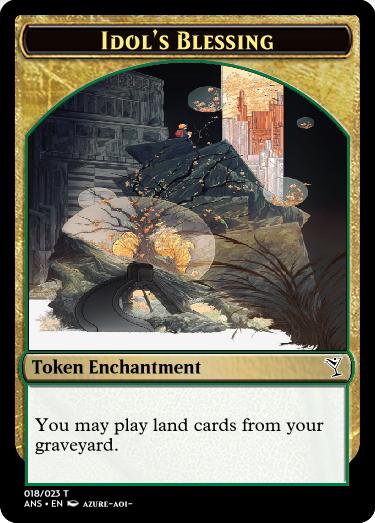 Idol's Blessing
Token Enchantment
You may play land cards from your
graveyard.
018/023 T
ANS • EN AZURE-AOI-